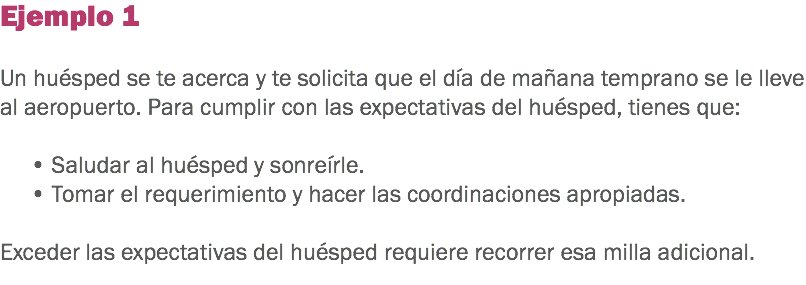 Ejemplo 1
Un huésped se te acerca y te solicita que el día de mañana temprano se le lleve
al aeropuerto. Para cumplir con las expectativas del huésped, tienes que:
• Saludar al huésped y sonreírle.
• Tomar el requerimiento y hacer las coordinaciones apropiadas.
Exceder las expectativas del huésped requiere recorrer esa milla adicional.